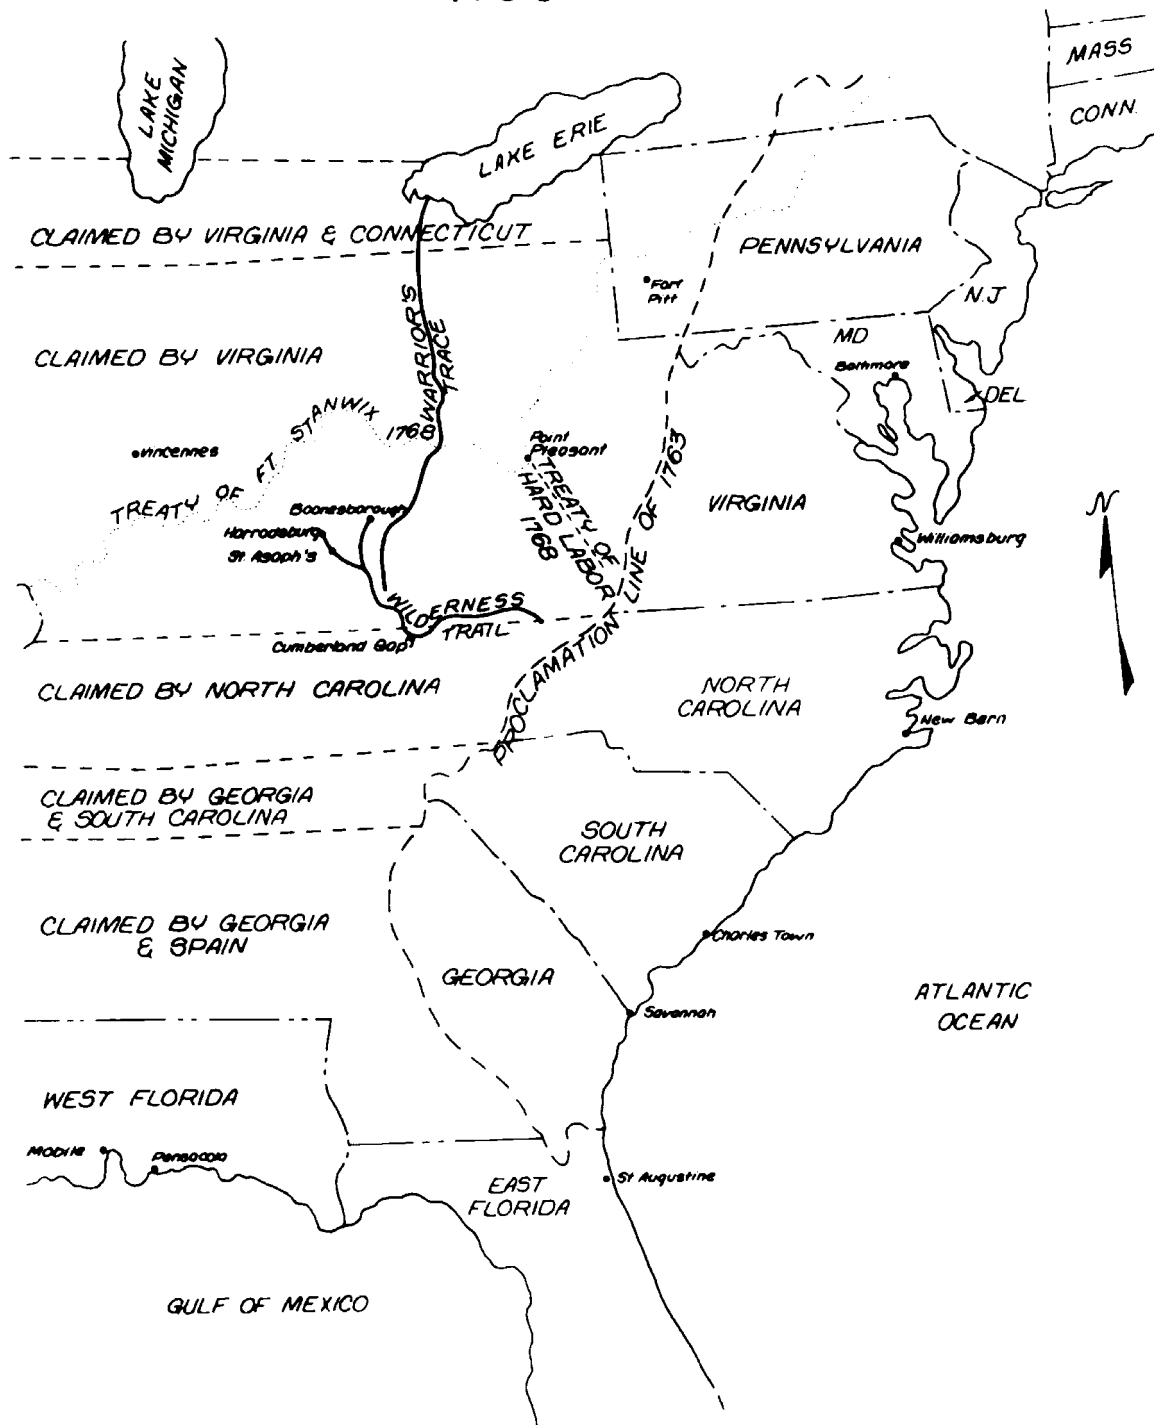 MASS
CONN.
LAKE
MICHIGAN
LAKE ERIE
CLAIMED BY VIRGINIA & CONNECTICUT
PENNSYLVANIA
Fort
Pitt
N.J
CLAIMED BY VIRGINIA
WARRIOR'S
TRACE
MD
Baltimore
DEL
TREATY OF FT. STANWIX 1768
Vincennes
Point
Pleasant
TREATY OF
HARD LABOR
1768
VIRGINIA
Boonesborough
Harrodsburg
St. Asaph's
Williamsburg
N
WILDERNESS
TRAIL
Cumberland Gap
PROCLAMATION LINE OF 1763
CLAIMED BY NORTH CAROLINA
NORTH
CAROLINA
New Bern
CLAIMED BY GEORGIA
& SOUTH CAROLINA
SOUTH
CAROLINA
CLAIMED BY GEORGIA
& SPAIN
Charles Town
GEORGIA
Savannah
ATLANTIC
OCEAN
WEST FLORIDA
Mobile
Pensacola
EAST
FLORIDA
St Augustine
GULF OF MEXICO